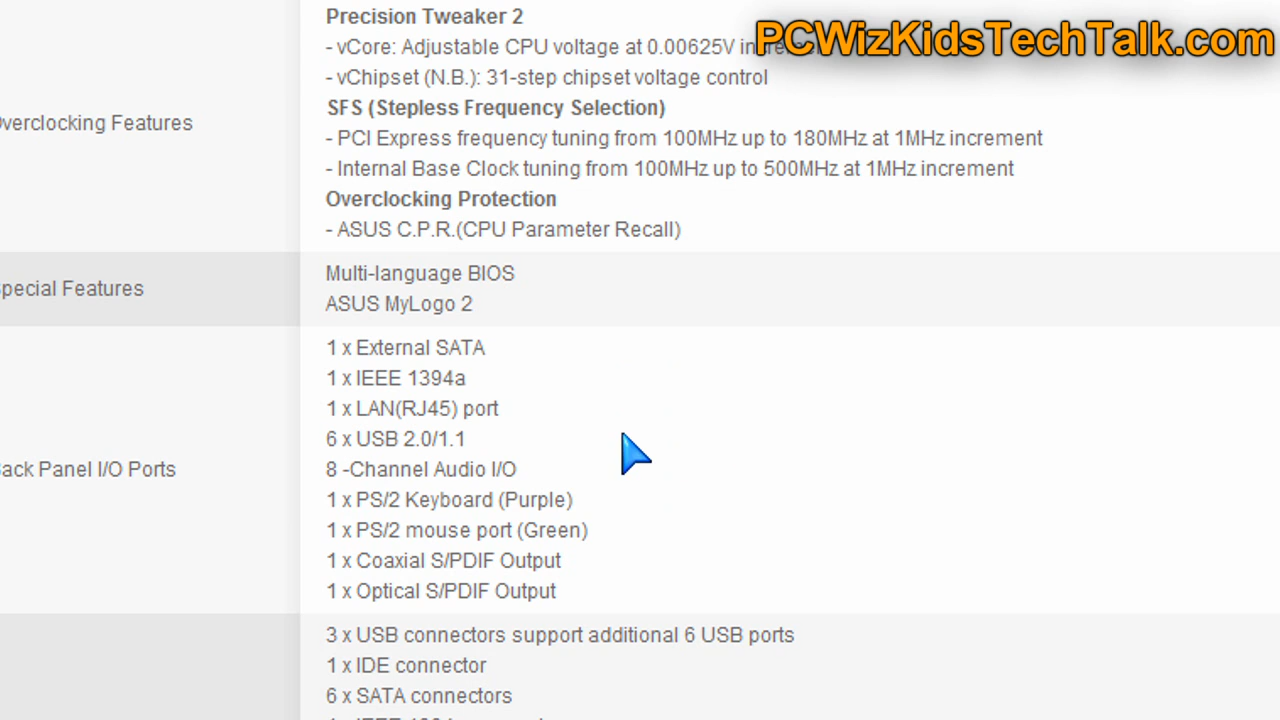 Precision Tweaker 2
- vCore: Adjustable CPU voltage at 0.00625V
PCWizKidsTechTalk.com
- vChipset (N.B.): 31-step chipset voltage control
SFS (Stepless Frequency Selection)
verclocking Features
- PCI Express frequency tuning from 100MHz up to 180MHz at 1MHz increment
- Internal Base Clock tuning from 100MHz up to 500MHz at 1MHz increment
Overclocking Protection
- ASUS C.P.R.(CPU Parameter Recall)
pecial Features
Multi-language BIOS
ASUS MyLogo 2
ack Panel I/O Ports
1 x External SATA
1 x IEEE 1394a
1 x LAN(RJ45) port
6 x USB 2.0/1.1
8 -Channel Audio I/O
1 x PS/2 Keyboard (Purple)
1 x PS/2 mouse port (Green)
1 x Coaxial S/PDIF Output
1 x Optical S/PDIF Output
3 x USB connectors support additional 6 USB ports
1 x IDE connector
6 x SATA connectors